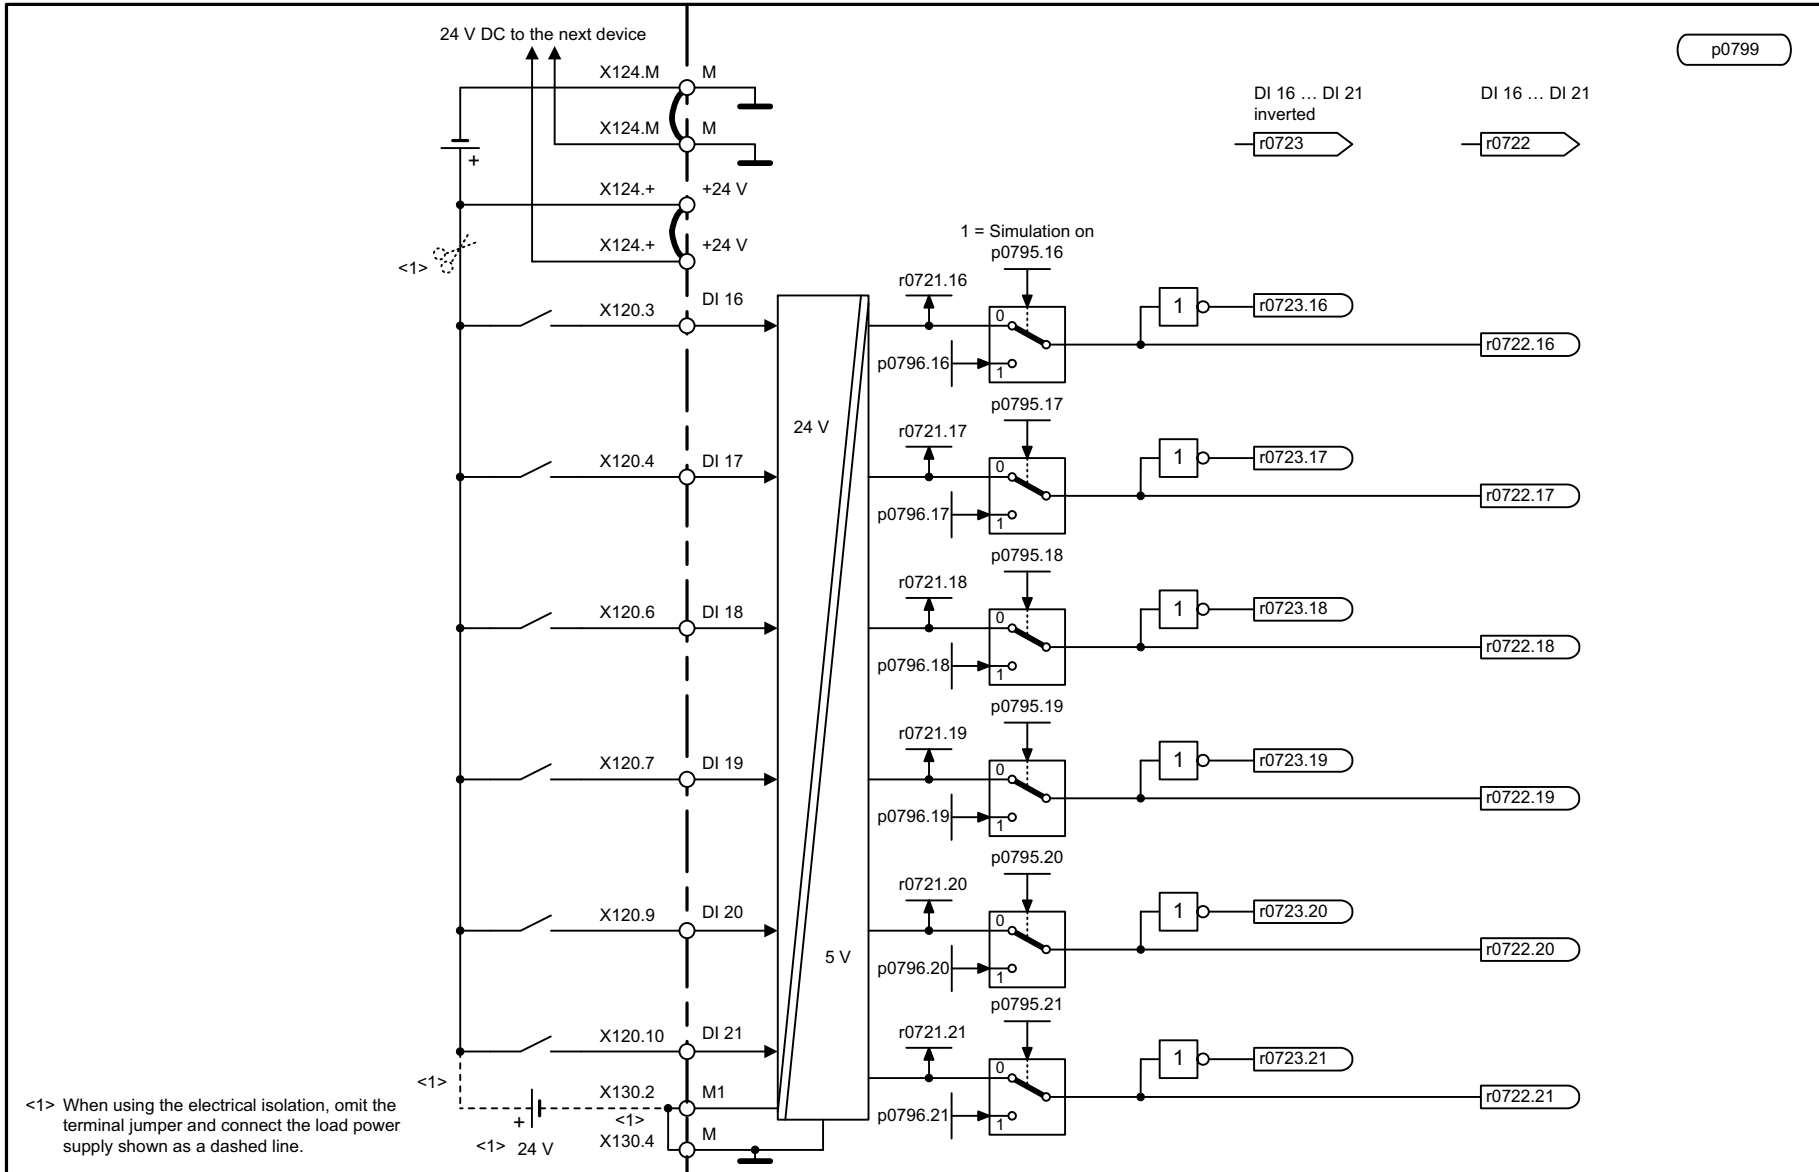 24 V DC to the next device
p0799
X124.M M
DI 16 … DI 21
inverted
DI 16 … DI 21
X124.M M
r0723
r0722
+
X124.+ +24 V
X124.+ +24 V
<1>
1 = Simulation on
p0795.16
r0721.16
X120.3 DI 16
0
1
r0723.16
r0722.16
p0796.16
1
24 V
p0795.17
r0721.17
X120.4 DI 17
0
1
r0723.17
r0722.17
p0796.17
1
p0795.18
r0721.18
X120.6 DI 18
0
1
r0723.18
r0722.18
p0796.18
1
p0795.19
r0721.19
X120.7 DI 19
0
1
r0723.19
r0722.19
p0796.19
1
p0795.20
r0721.20
X120.9 DI 20
0
1
r0723.20
r0722.20
5 V
p0796.20
1
p0795.21
r0721.21
X120.10 DI 21
0
1
r0723.21
r0722.21
p0796.21
1
<1>
X130.2 M1
+
<1>
<1> 24 V
X130.4 M
<1> When using the electrical isolation, omit the
terminal jumper and connect the load power
supply shown as a dashed line.